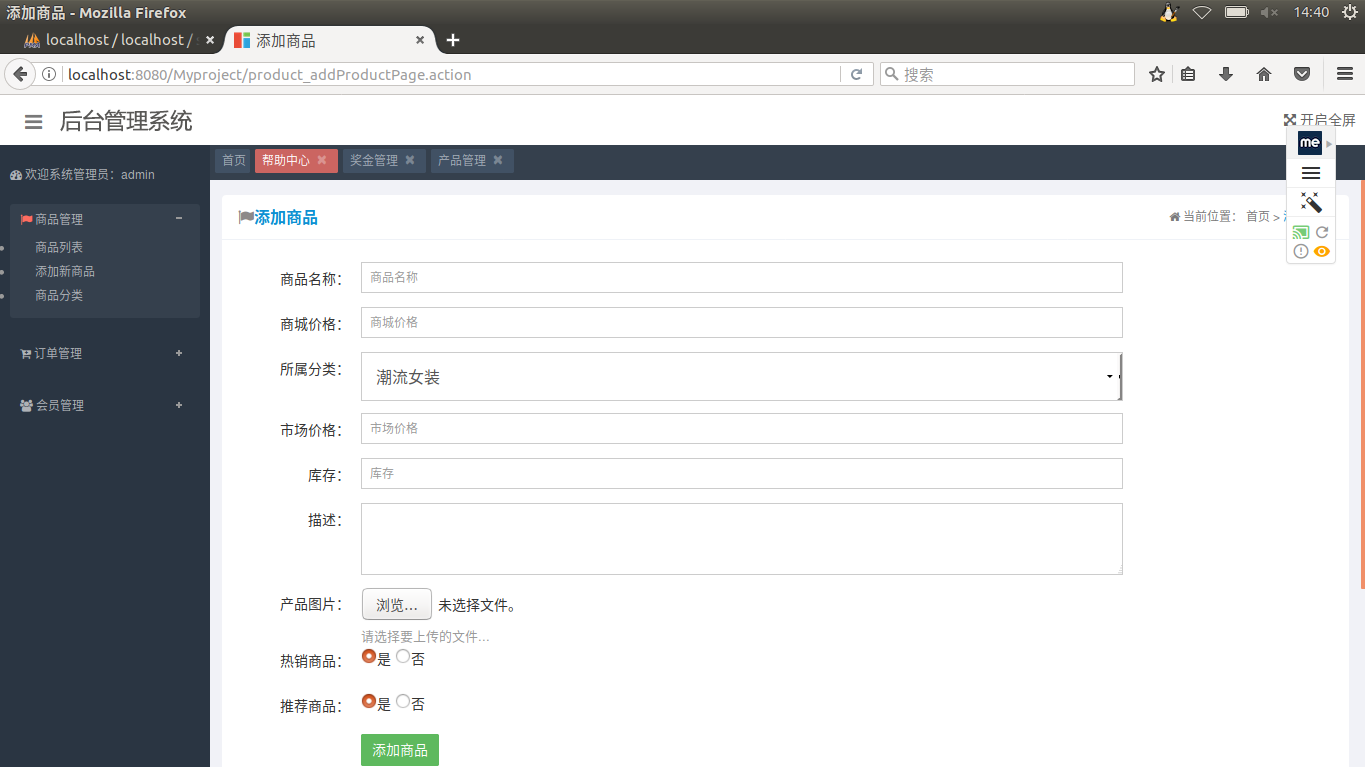 添加商品 - Mozilla Firefox
14:40
localhost / localhost /
添加商品
localhost:8080/Myproject/product_addProductPage.action
搜索
后台管理系统
开启全屏
me
欢迎系统管理员：admin
首页 帮助中心 奖金管理 产品管理
商品管理
商品列表
添加新商品
商品分类
订单管理
会员管理
添加商品
当前位置： 首页 >
商品名称：
商品名称
商城价格：
商城价格
所属分类：
潮流女装
市场价格：
市场价格
库存：
库存
描述：
产品图片：
浏览… 未选择文件。
请选择要上传的文件...
热销商品：
是 否
推荐商品：
是 否
添加商品